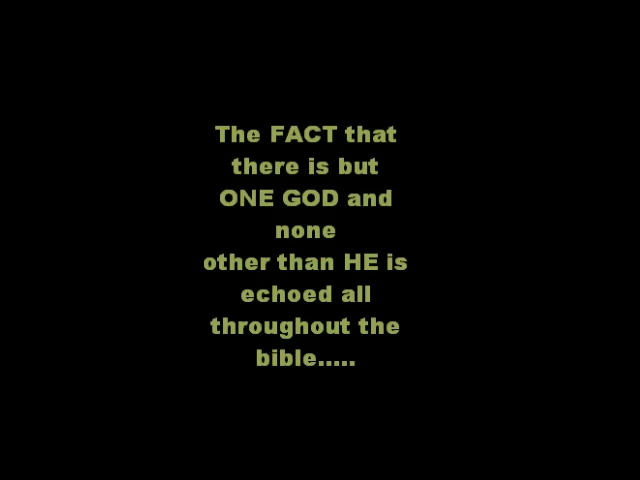 The FACT that
there is but
ONE GOD and
none
other than HE is
echoed all
throughout the
bible.....